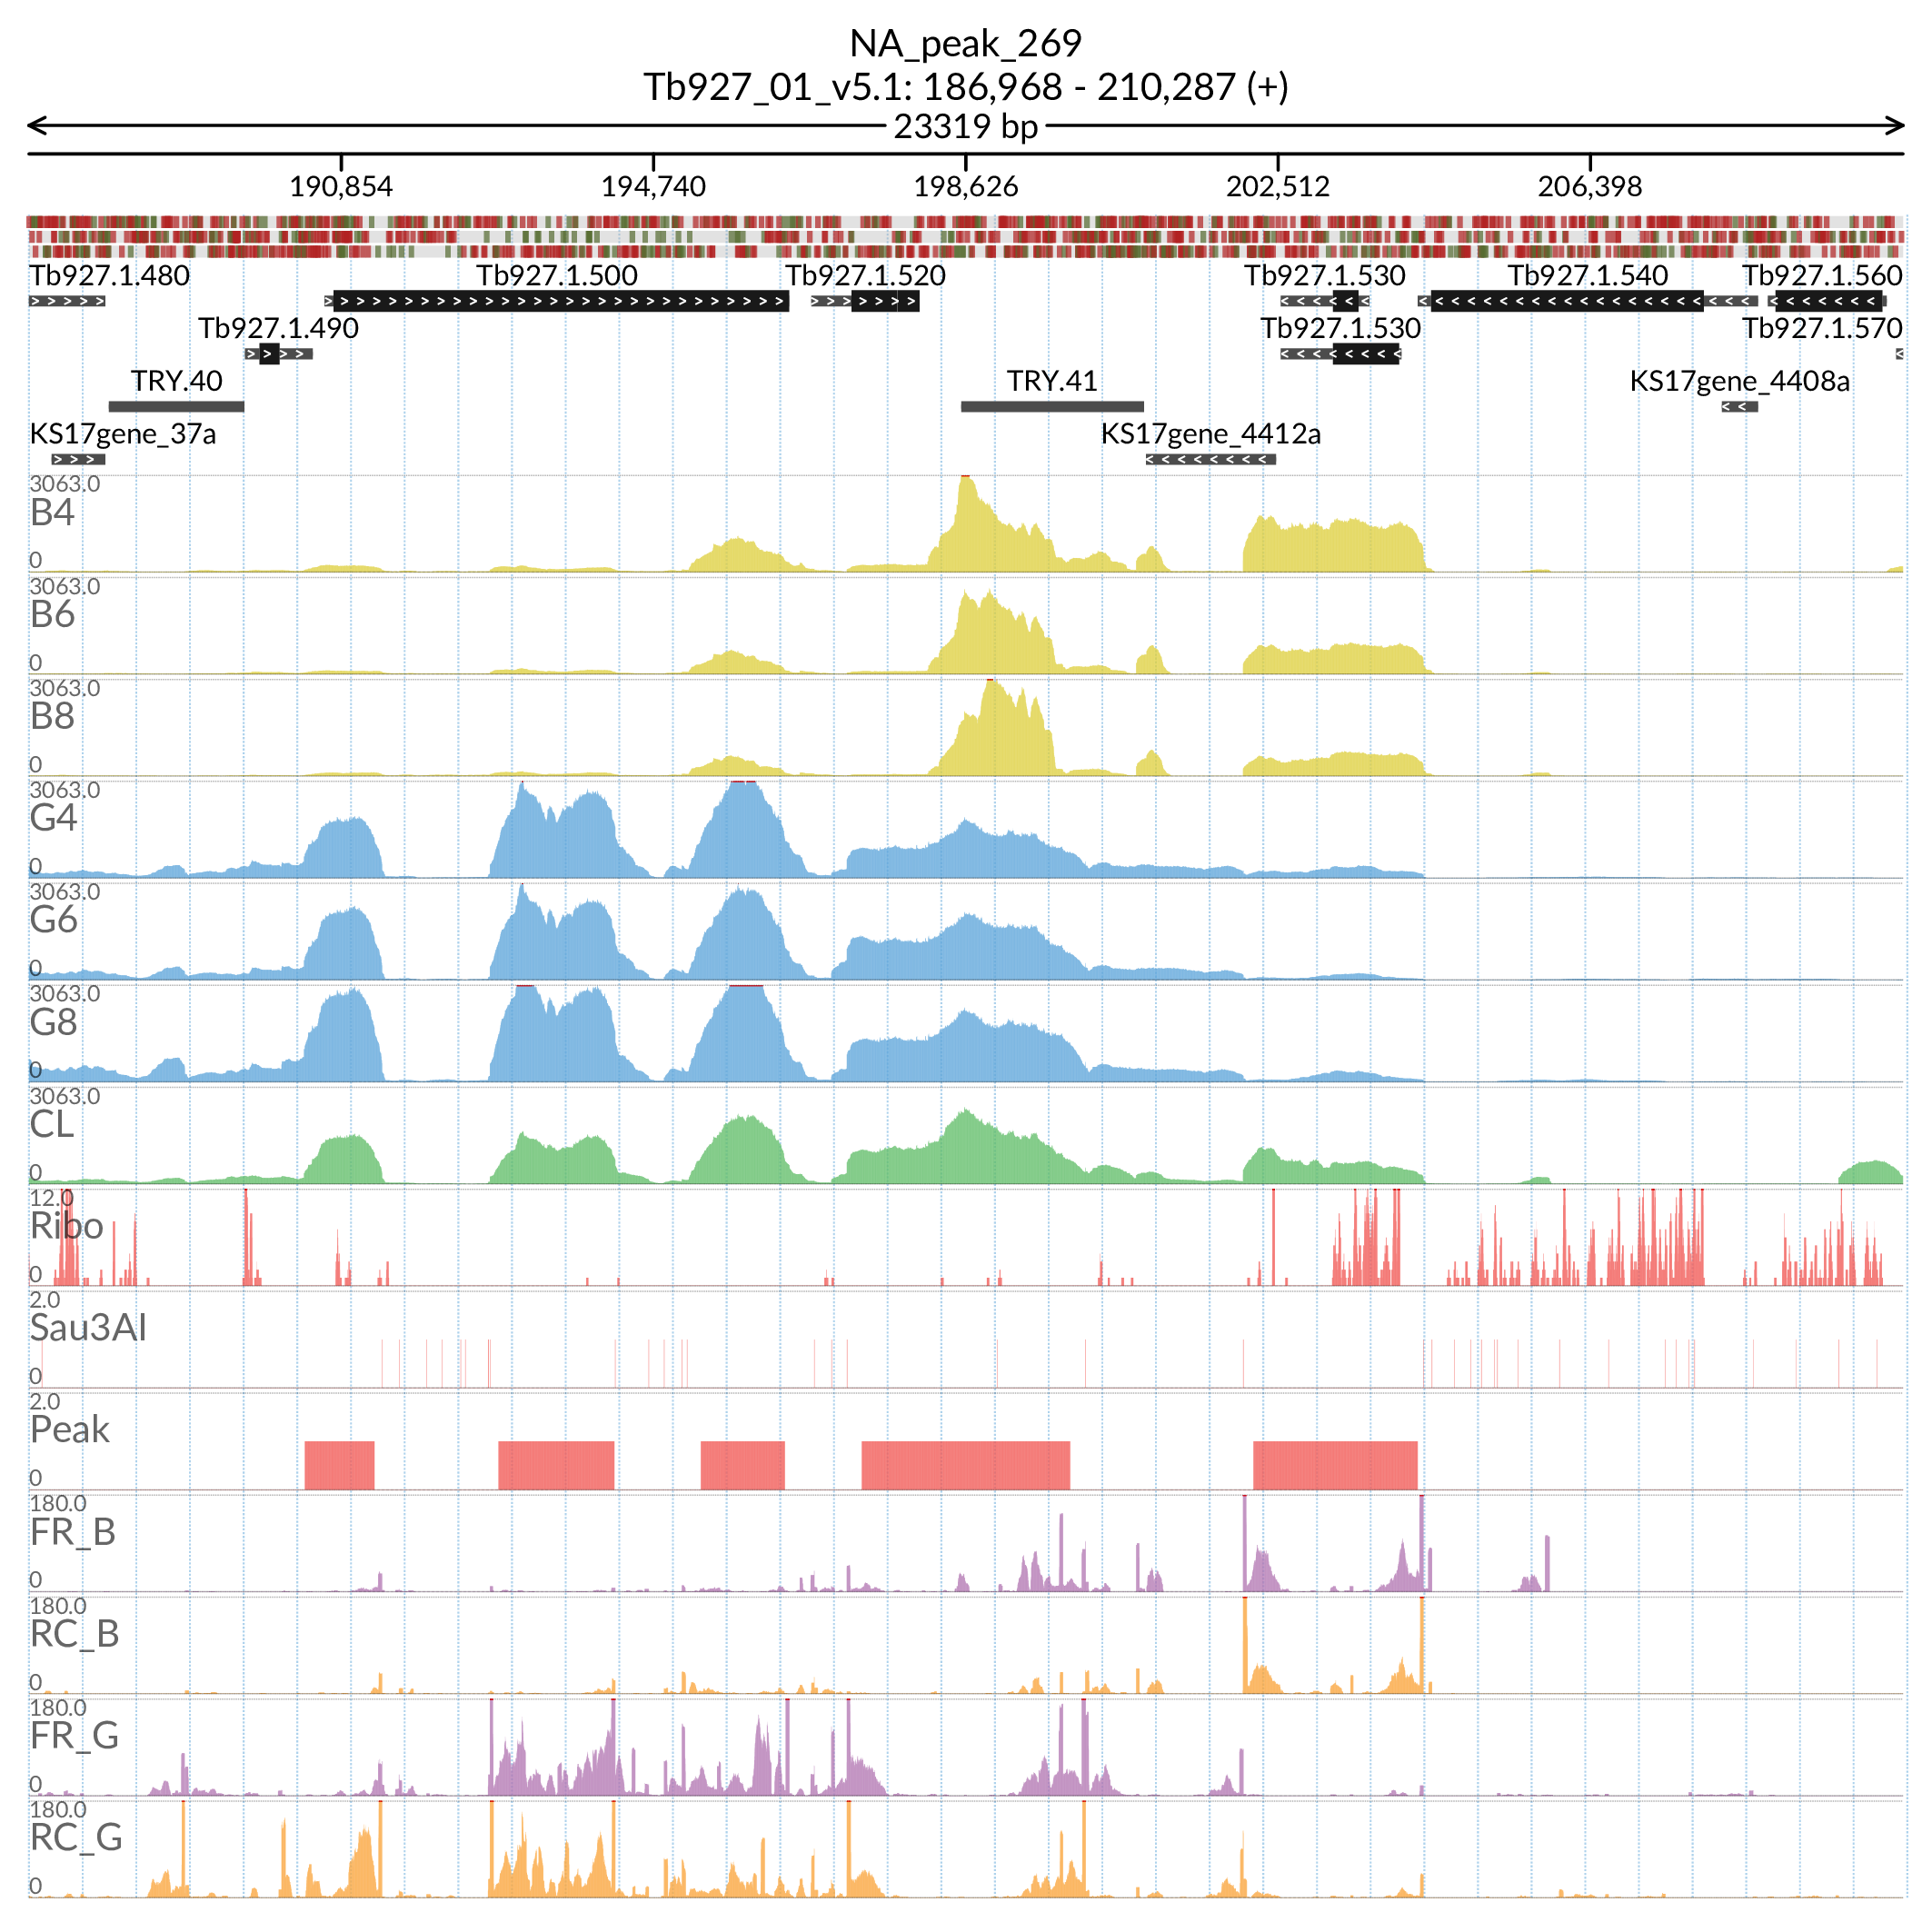 NA_peak_269
Tb927_01_v5.1: 186,968 - 210,287 (+)
23319 bp
190,854 194,740 198,626 202,512 206,398
Tb927.1.480 Tb927.1.500 Tb927.1.520 Tb927.1.530 Tb927.1.540 Tb927.1.560
Tb927.1.490 Tb927.1.530 Tb927.1.570
TRY.40 TRY.41 KS17gene_4408a
KS17gene_37a KS17gene_4412a
3063.0
B4
0
3063.0
B6
0
3063.0
B8
0
3063.0
G4
0
3063.0
G6
0
3063.0
G8
0
3063.0
CL
0
12.0
Ribo
0
2.0
Sau3AI
0
2.0
Peak
0
180.0
FR_B
0
180.0
RC_B
0
180.0
FR_G
0
180.0
RC_G
0